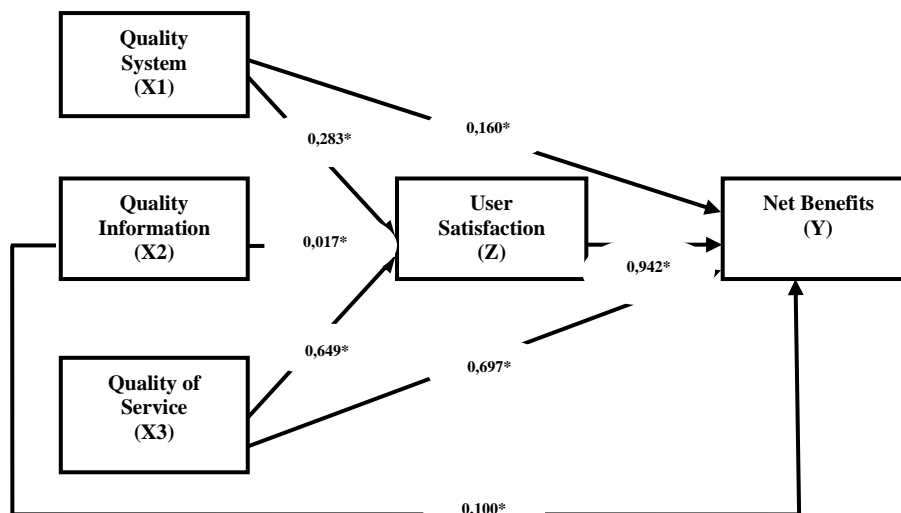 Quality
System
(X1)
0,283*
0,160*
Quality
Information
(X2)
0,017*
User
Satisfaction
(Z)
Net Benefits
(Y)
0,942*
0,649*
0,697*
Quality of
Service
(X3)
0,100*